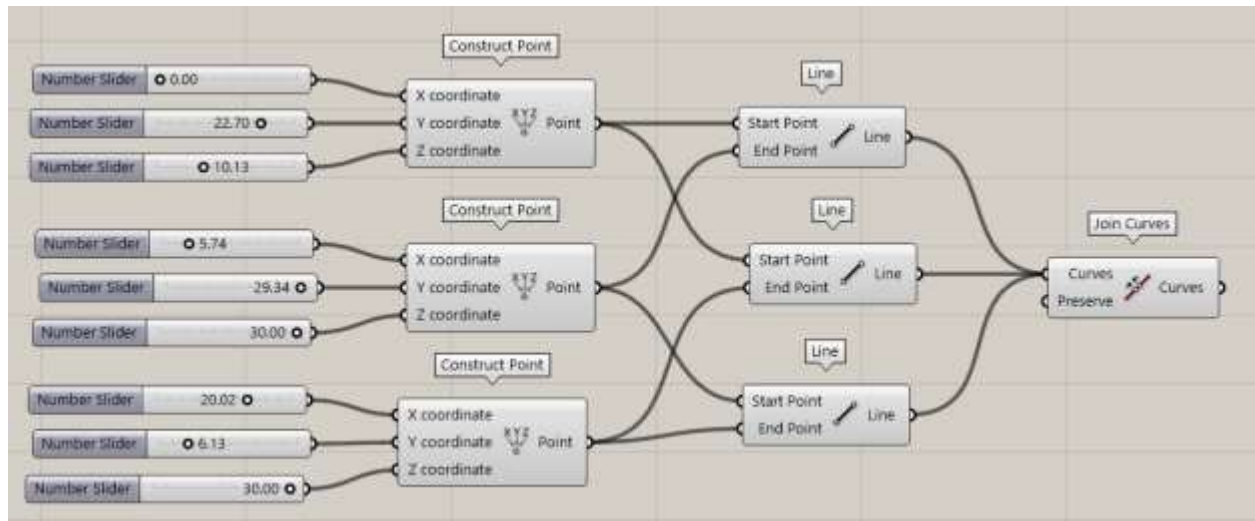 Construct Point
Number Slider 0.00
Number Slider 22.70
Number Slider 10.13
X coordinate
Y coordinate
Z coordinate
XYZ
Point
Line
Start Point
End Point
Line
Construct Point
Number Slider 5.74
Number Slider 29.34
Number Slider 30.00
X coordinate
Y coordinate
Z coordinate
XYZ
Point
Line
Start Point
End Point
Line
Join Curves
Curves
Preserve
Curves
Construct Point
Number Slider 20.02
Number Slider 6.13
Number Slider 30.00
X coordinate
Y coordinate
Z coordinate
XYZ
Point
Line
Start Point
End Point
Line